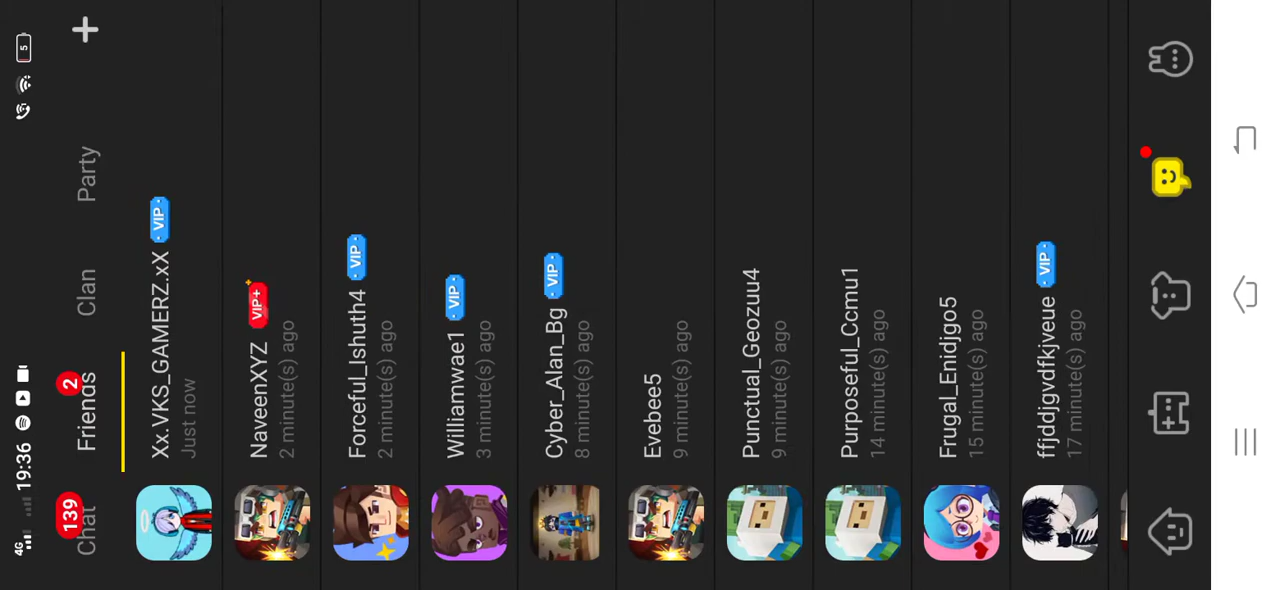 4G 19:36 5
Chat 139 Friends 2 Clan Party +
Xx.VKS_GAMERZ.xX VIP
Just now
NaveenXYZ VIP+
2 minute(s) ago
Forceful_Ishuth4 VIP
2 minute(s) ago
Williamwae1 VIP
3 minute(s) ago
Cyber_Alan_Bg VIP
8 minute(s) ago
Evebee5
9 minute(s) ago
Punctual_Geozuu4
9 minute(s) ago
Purposeful_Ccmu1
14 minute(s) ago
Frugal_Enidjgo5
15 minute(s) ago
ffjddjgvdfkjveue VIP
17 minute(s) ago